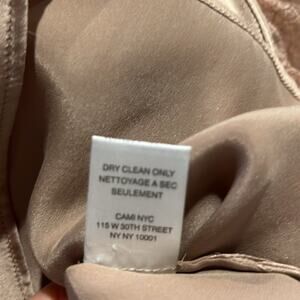 DRY CLEAN ONLY
NETTOYAGE A SEC
SEULEMENT
CAMI NYC
115 W 30TH STREET
NY NY 10001